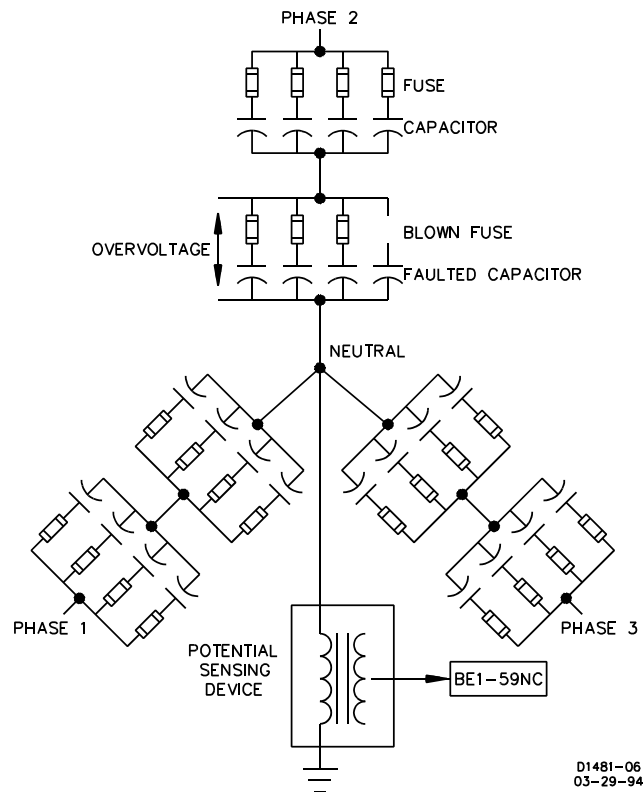 PHASE 2
FUSE
CAPACITOR
BLOWN FUSE
OVERVOLTAGE
FAULTED CAPACITOR
NEUTRAL
PHASE 1
PHASE 3
POTENTIAL
SENSING
DEVICE
BE1-59NC
D1481-06
03-29-94